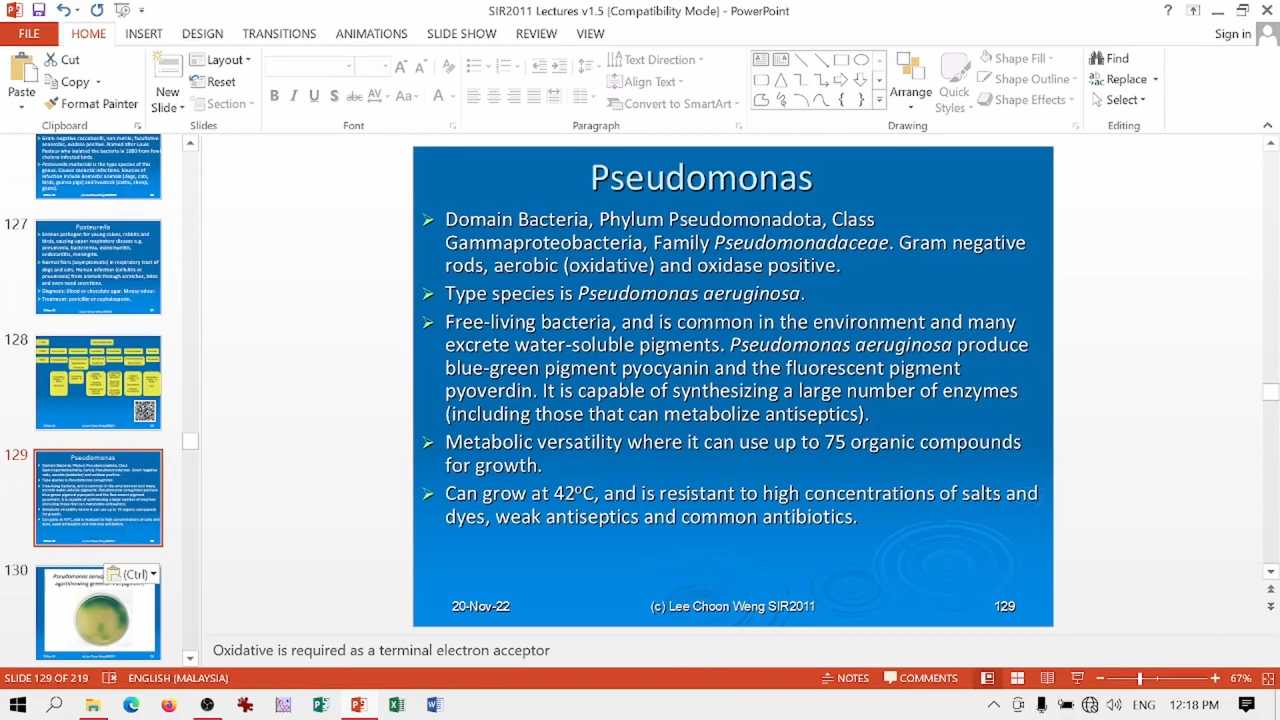 SIR2011 Lectures v1.5 [Compatibility Mode] - PowerPoint
FILE HOME INSERT DESIGN TRANSITIONS ANIMATIONS SLIDE SHOW REVIEW VIEW Sign in
Paste
Cut
Copy
Format Painter
Clipboard
New
Slide
Layout
Reset
Section
Slides
Font
Text Direction
Align Text
Convert to SmartArt
Paragraph
Arrange
Quick
Styles
Shape Fill
Shape Outline
Shape Effects
Drawing
Find
Replace
Select
Editing
127
Pasteurella
128
129
Pseudomonas
130
(Ctrl)
Pseudomonas
Domain Bacteria, Phylum Pseudomonadota, Class
Gammaproteobacteria, Family Pseudomonadaceae. Gram negative
rods, aerobic (oxidative) and oxidase positive.
Type species is Pseudomonas aeruginosa.
Free-living bacteria, and is common in the environment and many
excrete water-soluble pigments. Pseudomonas aeruginosa produce
blue-green pigment pyocyanin and the fluorescent pigment
pyoverdin. It is capable of synthesizing a large number of enzymes
(including those that can metabolize antiseptics).
Metabolic versatility where it can use up to 75 organic compounds
for growth.
Can grow at 42°C, and is resistant to high concentrations of salts and
dyes, weak antiseptics and common antibiotics.
20-Nov-22 (c) Lee Choon Weng SIR2011 129
Oxidative is required as a terminal electron acceptor
SLIDE 129 OF 219 ENGLISH (MALAYSIA) NOTES COMMENTS 67%
ENG 12:18 PM